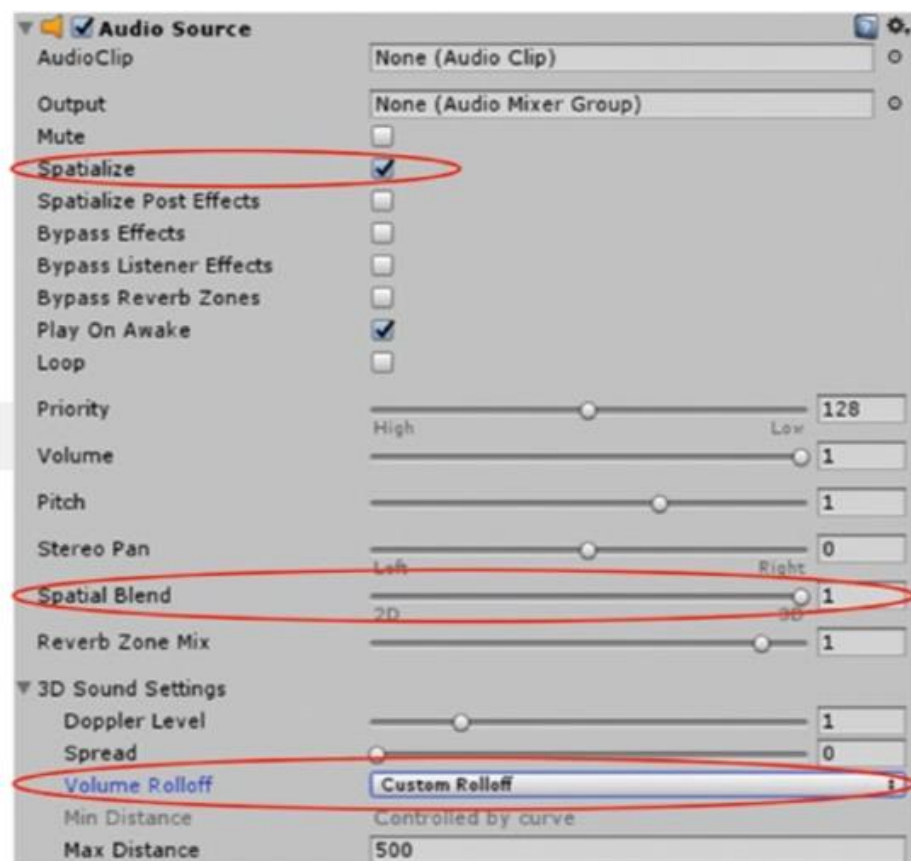 Audio Source
AudioClip None (Audio Clip)
Output None (Audio Mixer Group)
Mute
Spatialize
Spatialize Post Effects
Bypass Effects
Bypass Listener Effects
Bypass Reverb Zones
Play On Awake
Loop
Priority 128
High Low
Volume 1
Pitch 1
Stereo Pan 0
Left Right
Spatial Blend 1
2D 3D
Reverb Zone Mix 1
3D Sound Settings
Doppler Level 1
Spread 0
Volume Rolloff Custom Rolloff
Min Distance Controlled by curve
Max Distance 500